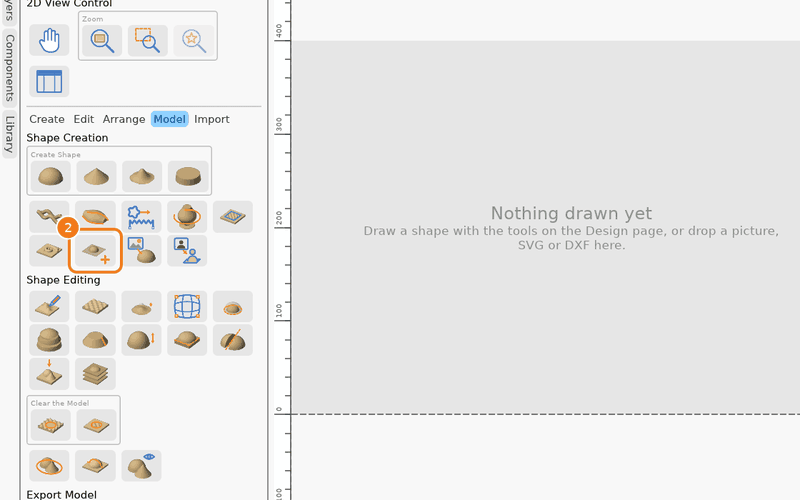 2D View Control
Zoom
yers
Components
Library
Create Edit Arrange Model Import
Shape Creation
Create Shape
2
Shape Editing
Clear the Model
Export Model
400
300
200
100
0
100
Nothing drawn yet
Draw a shape with the tools on the Design page, or drop a picture,
SVG or DXF here.